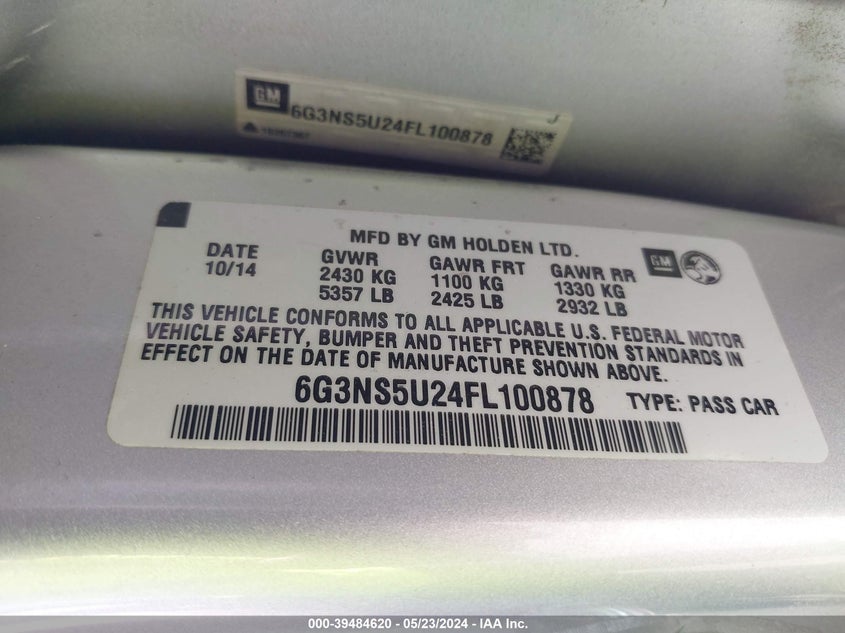 GM
6G3NS5U24FL100878
J
MFD BY GM HOLDEN LTD.
GM
DATE GVWR GAWR FRT GAWR RR
10/14 2430 KG 1100 KG 1330 KG
5357 LB 2425 LB 2932 LB
THIS VEHICLE CONFORMS TO ALL APPLICABLE U.S. FEDERAL MOTOR
VEHICLE SAFETY, BUMPER AND THEFT PREVENTION STANDARDS IN
EFFECT ON THE DATE OF MANUFACTURE SHOWN ABOVE.
6G3NS5U24FL100878 TYPE: PASS CAR
000-39484620 - 05/23/2024 - IAA Inc.